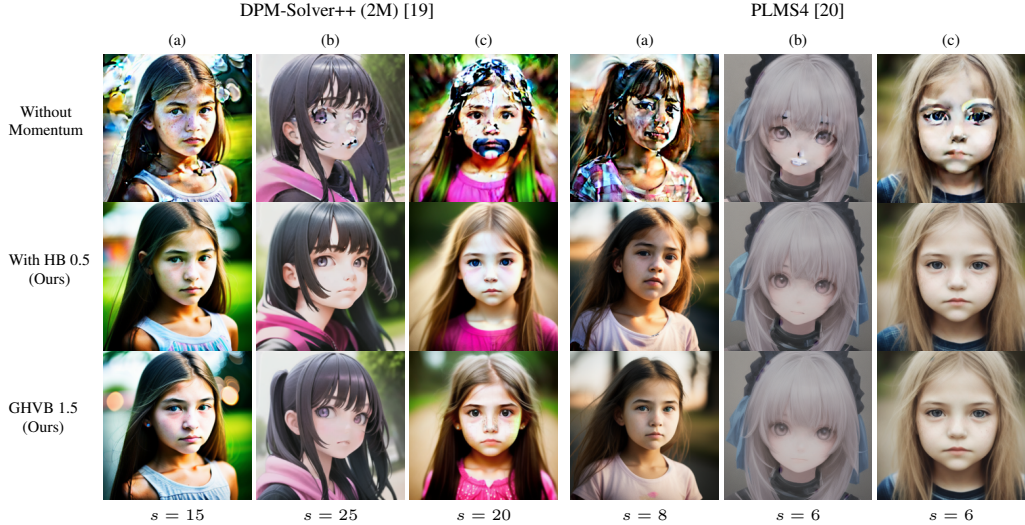 DPM-Solver++ (2M) [19]
PLMS4 [20]
(a)
(b)
(c)
(a)
(b)
(c)
Without
Momentum
With HB 0.5
(Ours)
GHVB 1.5
(Ours)
s = 15
s = 25
s = 20
s = 8
s = 6
s = 6